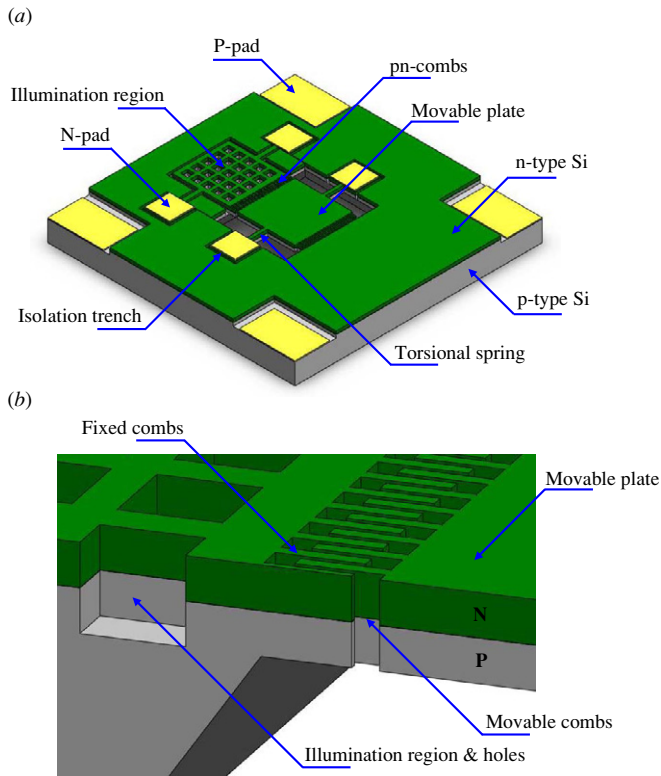 (a)
P-pad
pn-combs
Illumination region
Movable plate
N-pad
n-type Si
Isolation trench
p-type Si
Torsional spring
(b)
Fixed combs
Movable plate
N
P
Movable combs
Illumination region & holes